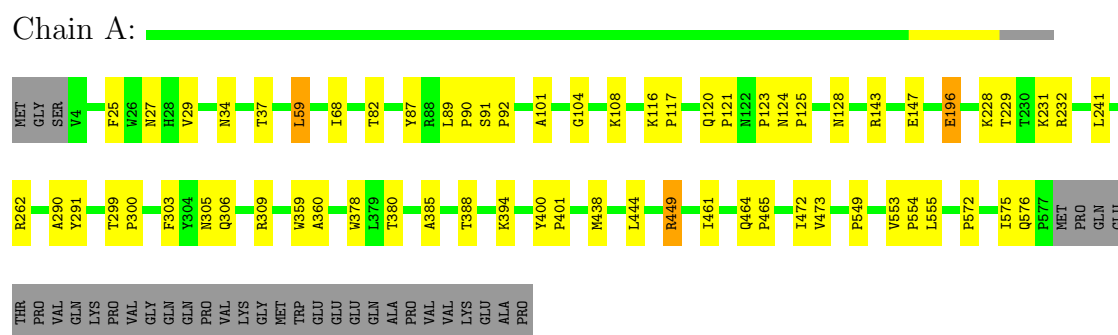 Chain A:
MET GLY SER V4 F25 W26 N27 H28 V29 N34 T37 L59 I68 T82 Y87 R88 L89 P90 S91 P92 A101 G104 K108 K116 P117 Q120 P121 N122 P123 N124 P125 N128 R143 E147 E196 K228 T229 T230 K231 R232 L241
R262 A290 Y291 T299 P300 F303 Y304 N305 Q306 R309 W359 A360 W378 L379 T380 A385 T388 K394 Y400 P401 M438 L444 R449 I461 Q464 P465 I472 V473 P549 V553 P554 L555 P572 I575 Q576 P577 MET PRO GLN GLU
THR PRO VAL GLN LYS PRO VAL GLY GLN GLN PRO VAL LYS GLY MET TRP GLU GLU GLU GLN ALA PRO VAL VAL LYS GLU ALA PRO